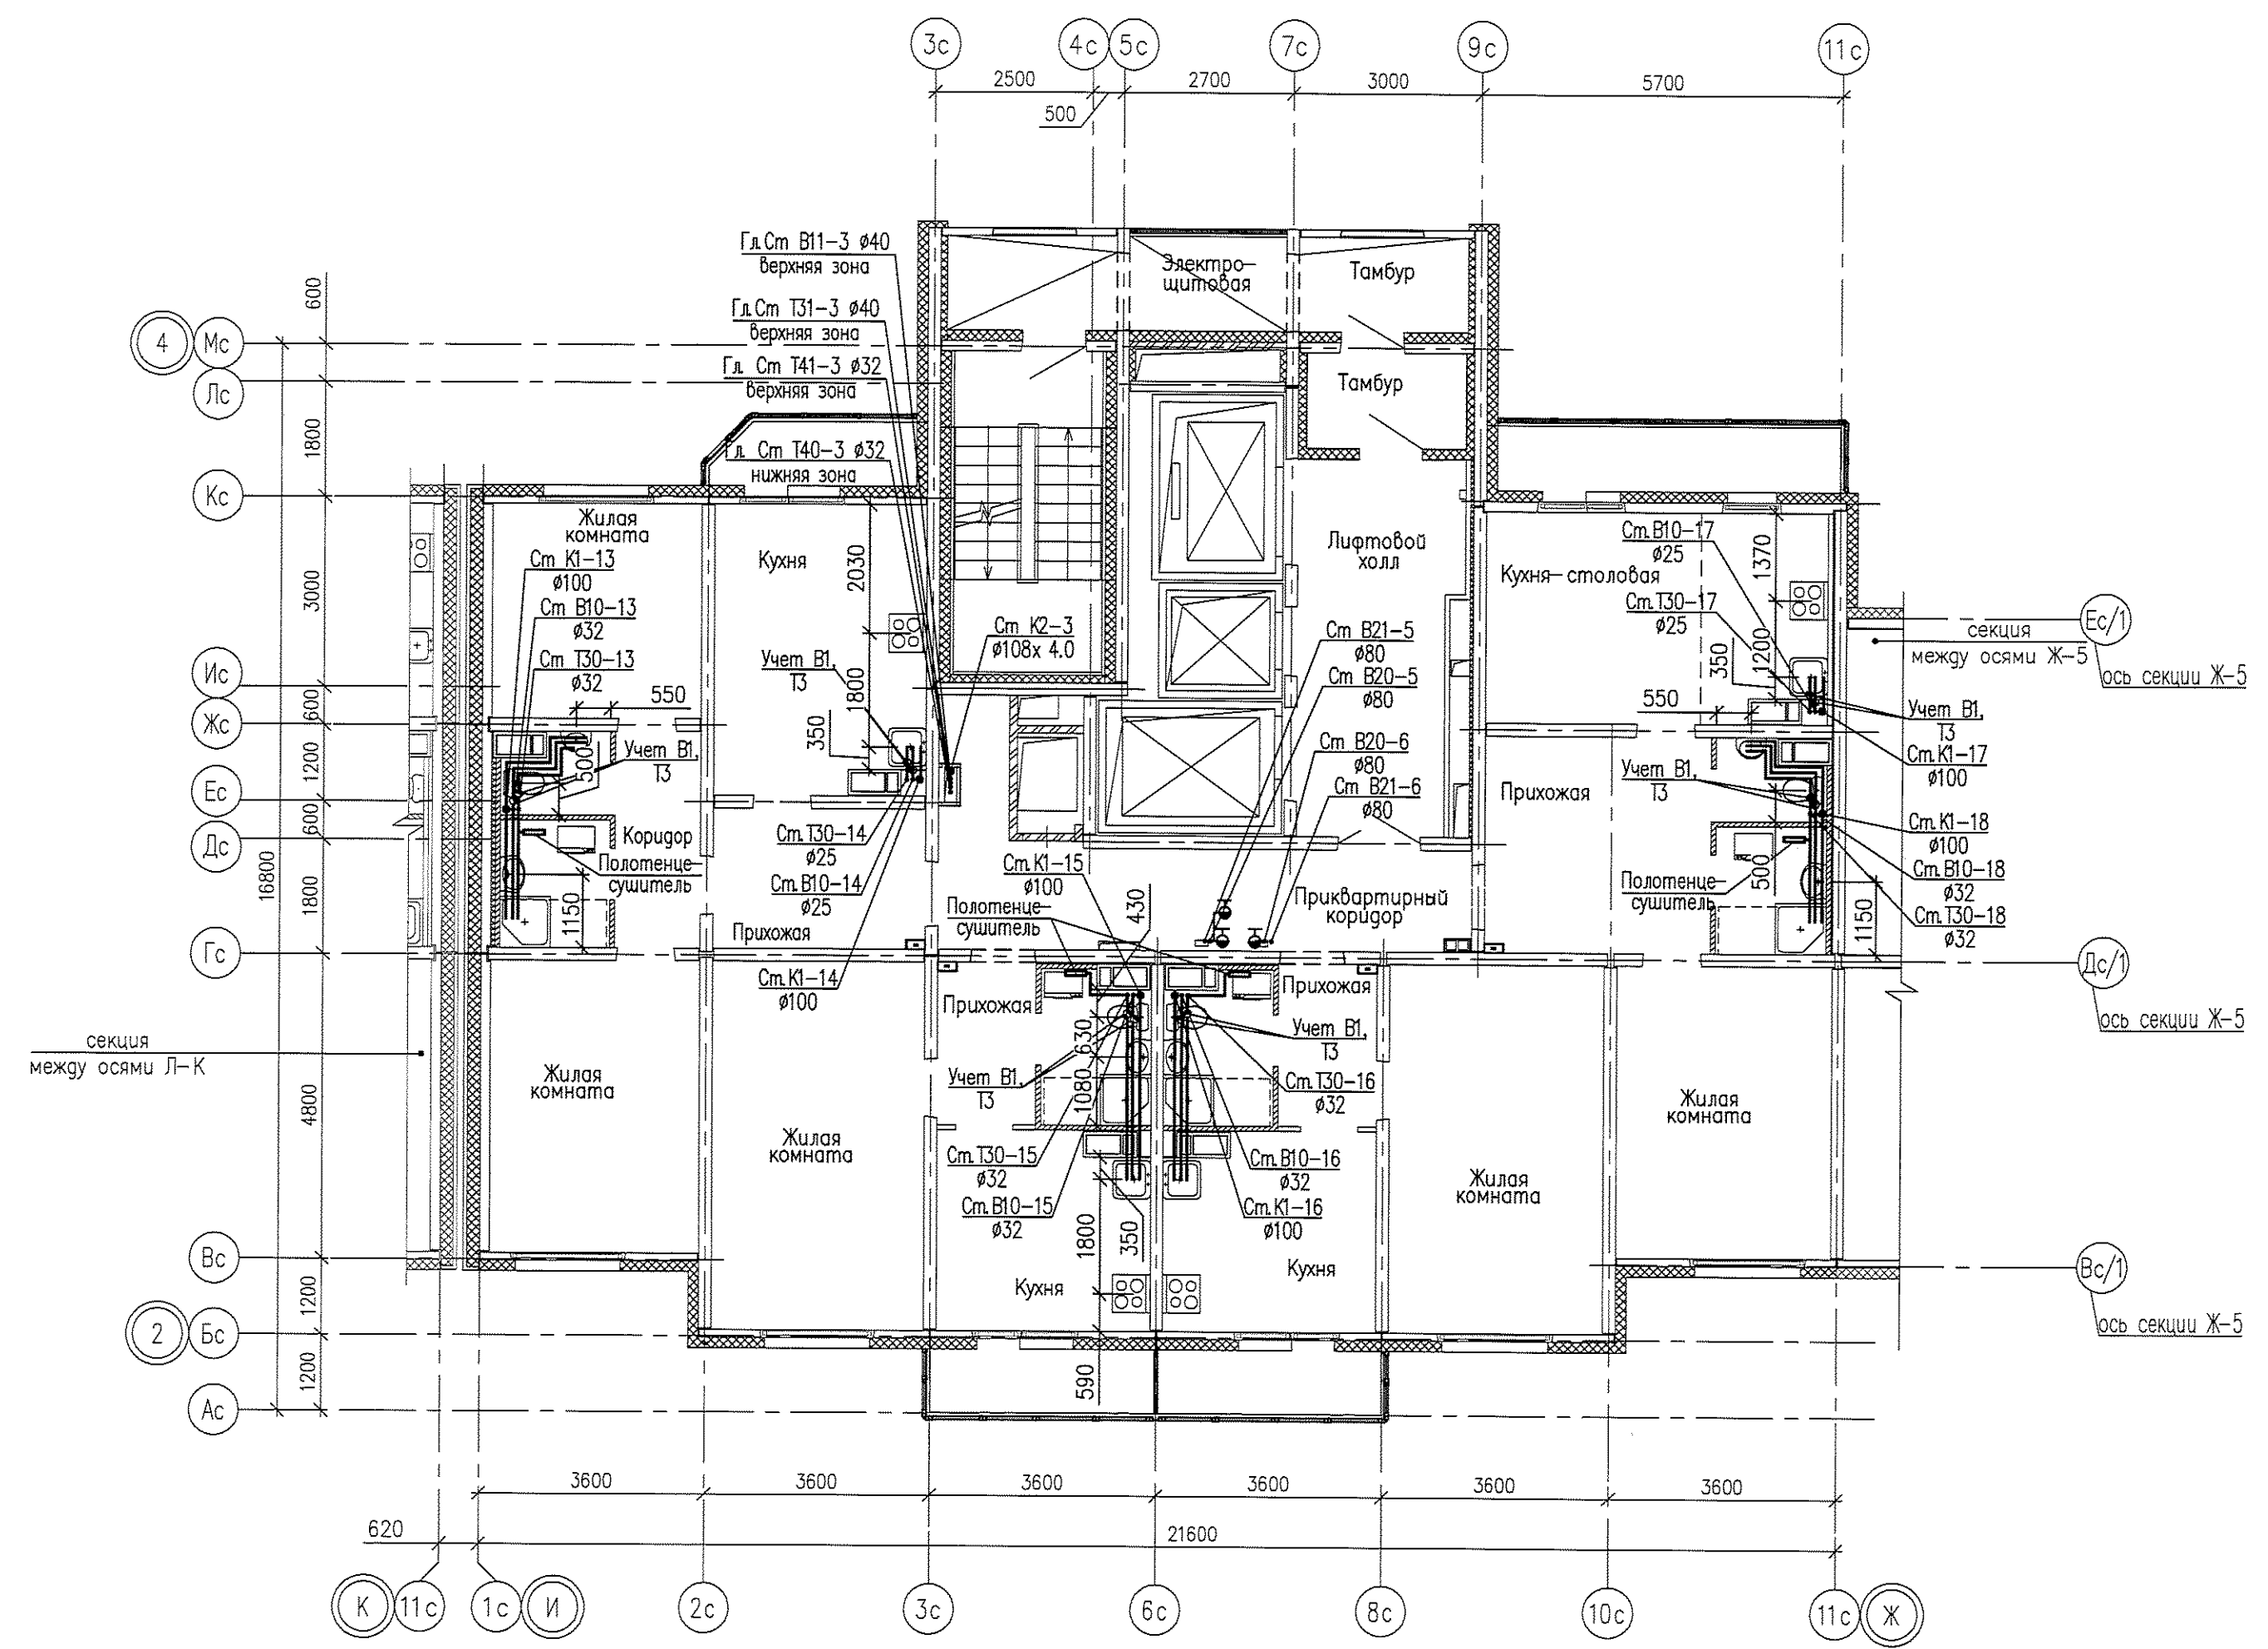 3с
4с
5с
7с
9с
11с
2500
2700
3000
5700
500
Гл.Ст В11-3 ø40
верхняя зона
Гл.Ст Т31-3 ø40
верхняя зона
Гл. Ст Т41-3 ø32
верхняя зона
Гл. Ст Т40-3 ø32
нижняя зона
Электро-
щитовая
Тамбур
Тамбур
600
4
Мс
Лс
1800
Кс
3000
Ис
600
Жс
1200
Ес
600
Дс
16800
1800
Гс
4800
Вс
1200
2
Бс
1200
Ас
Жилая
комната
Ст К1-13
ø100
Ст В10-13
ø32
Ст Т30-13
ø32
550
500
Учет В1,
Т3
Коридор
Полотенце-
сушитель
1150
Кухня
2030
Учет В1,
Т3
1800
350
Ст К2-3
ø108х 4.0
Ст.Т30-14
ø25
Ст.В10-14
ø25
Прихожая
Ст.К1-14
ø100
Лифтовой
холл
Ст В21-5
ø80
Ст В20-5
ø80
Ст В20-6
ø80
Ст В21-6
ø80
Ст.К1-15
ø100
Полотенце-
сушитель
430
Приквартирный
коридор
Кухня-столовая
Ст.В10-17
ø25
1370
Ст.Т30-17
ø25
1200
350
550
Учет В1,
Т3
Ст.К1-17
ø100
Учет В1,
Т3
Прихожая
Ст.К1-18
ø100
Ст.В10-18
ø32
Ст.Т30-18
ø32
500
Полотенце-
сушитель
1150
Ес/1
секция
между осями Ж-5
ось секции Ж-5
Дс/1
ось секции Ж-5
Вс/1
ось секции Ж-5
секция
между осями Л-К
Жилая
комната
Жилая
комната
Прихожая
630
Учет В1,
Т3
1080
Ст.Т30-15
ø32
Ст.В10-15
ø32
1800
350
Кухня
590
Прихожая
Учет В1,
Т3
Ст.Т30-16
ø32
Ст.В10-16
ø32
Ст.К1-16
ø100
Кухня
Жилая
комната
Жилая
комната
3600
3600
3600
3600
3600
3600
620
21600
К
11с
1с
И
2с
3с
6с
8с
10с
11с
Ж